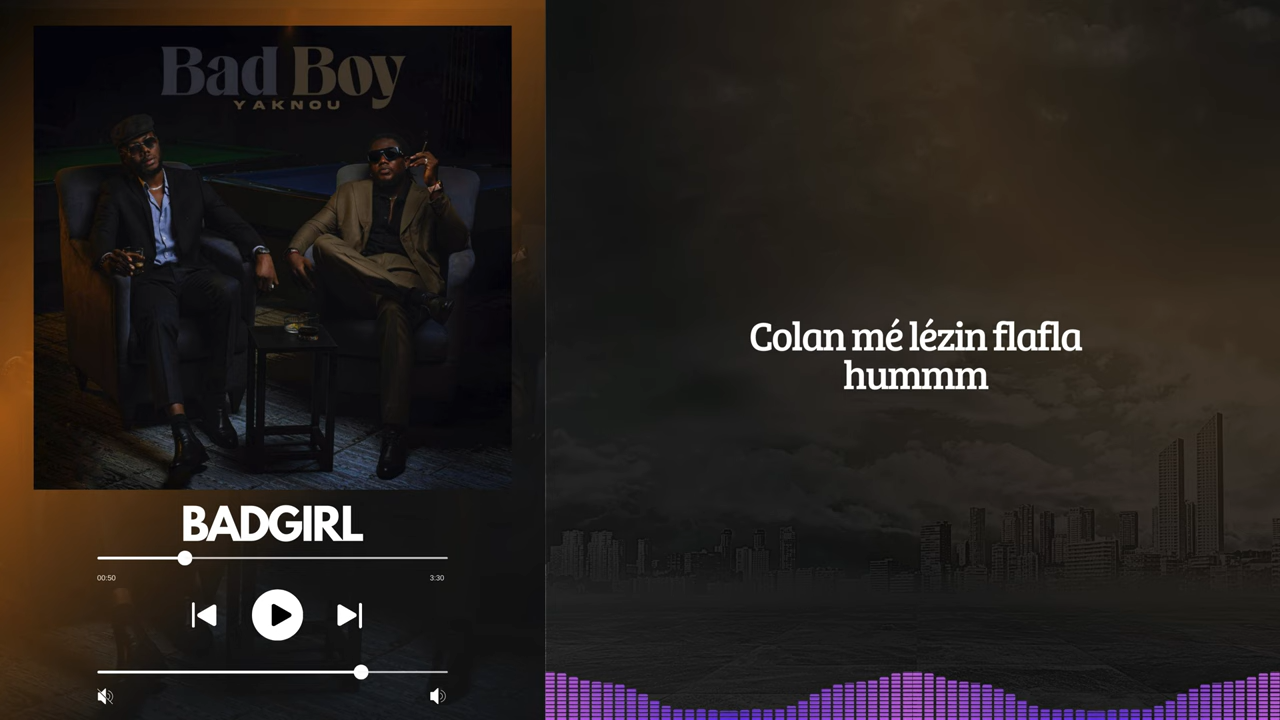 Bad Boy
YAKNOU
BADGIRL
00:50
3:30
Colan mé lézin flafla
hummm